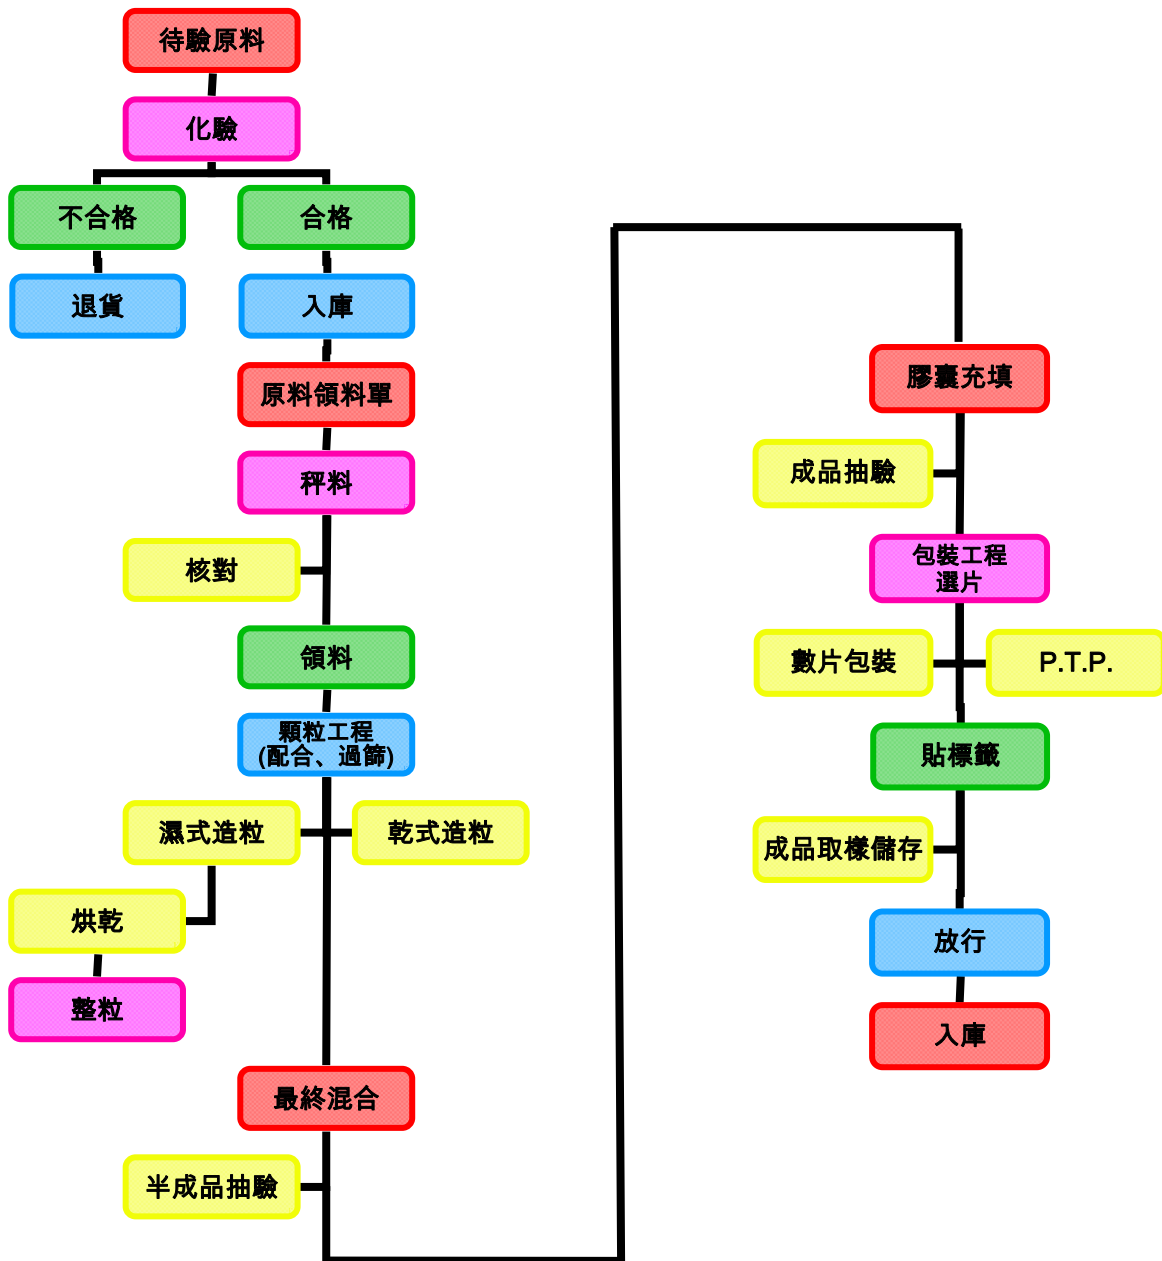 待驗原料
化驗
不合格
合格
退貨
入庫
原料領料單
秤料
核對
領料
顆粒工程
(配合、過篩)
濕式造粒
乾式造粒
烘乾
整粒
最終混合
半成品抽驗
膠囊充填
成品抽驗
包裝工程
選片
數片包裝
P.T.P.
貼標籤
成品取樣儲存
放行
入庫